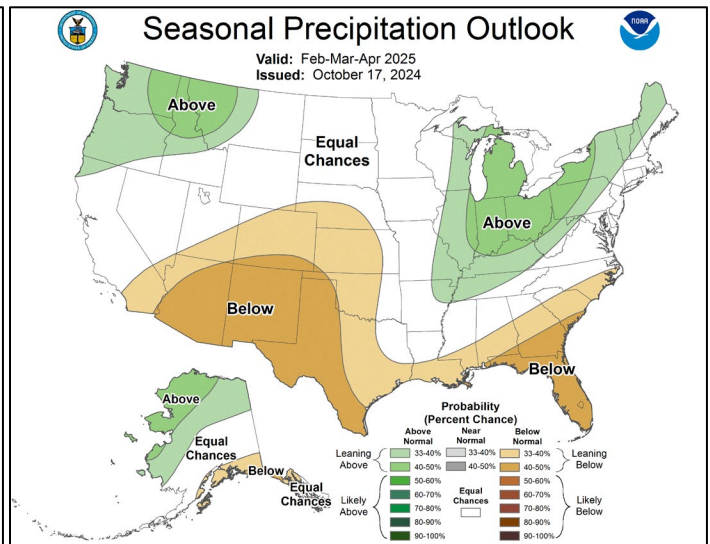 Seasonal Precipitation Outlook
NOAA
Valid: Feb-Mar-Apr 2025
Issued: October 17, 2024
Above
Equal
Chances
Above
Below
Below
Above
Equal
Chances
Below
Equal
Chances
Probability
(Percent Chance)
Above
Normal
Near
Normal
Below
Normal
Leaning
Above
33-40%
40-50%
33-40%
40-50%
33-40%
40-50%
Leaning
Below
Likely
Above
50-60%
60-70%
70-80%
80-90%
90-100%
Equal
Chances
50-60%
60-70%
70-80%
80-90%
90-100%
Likely
Below